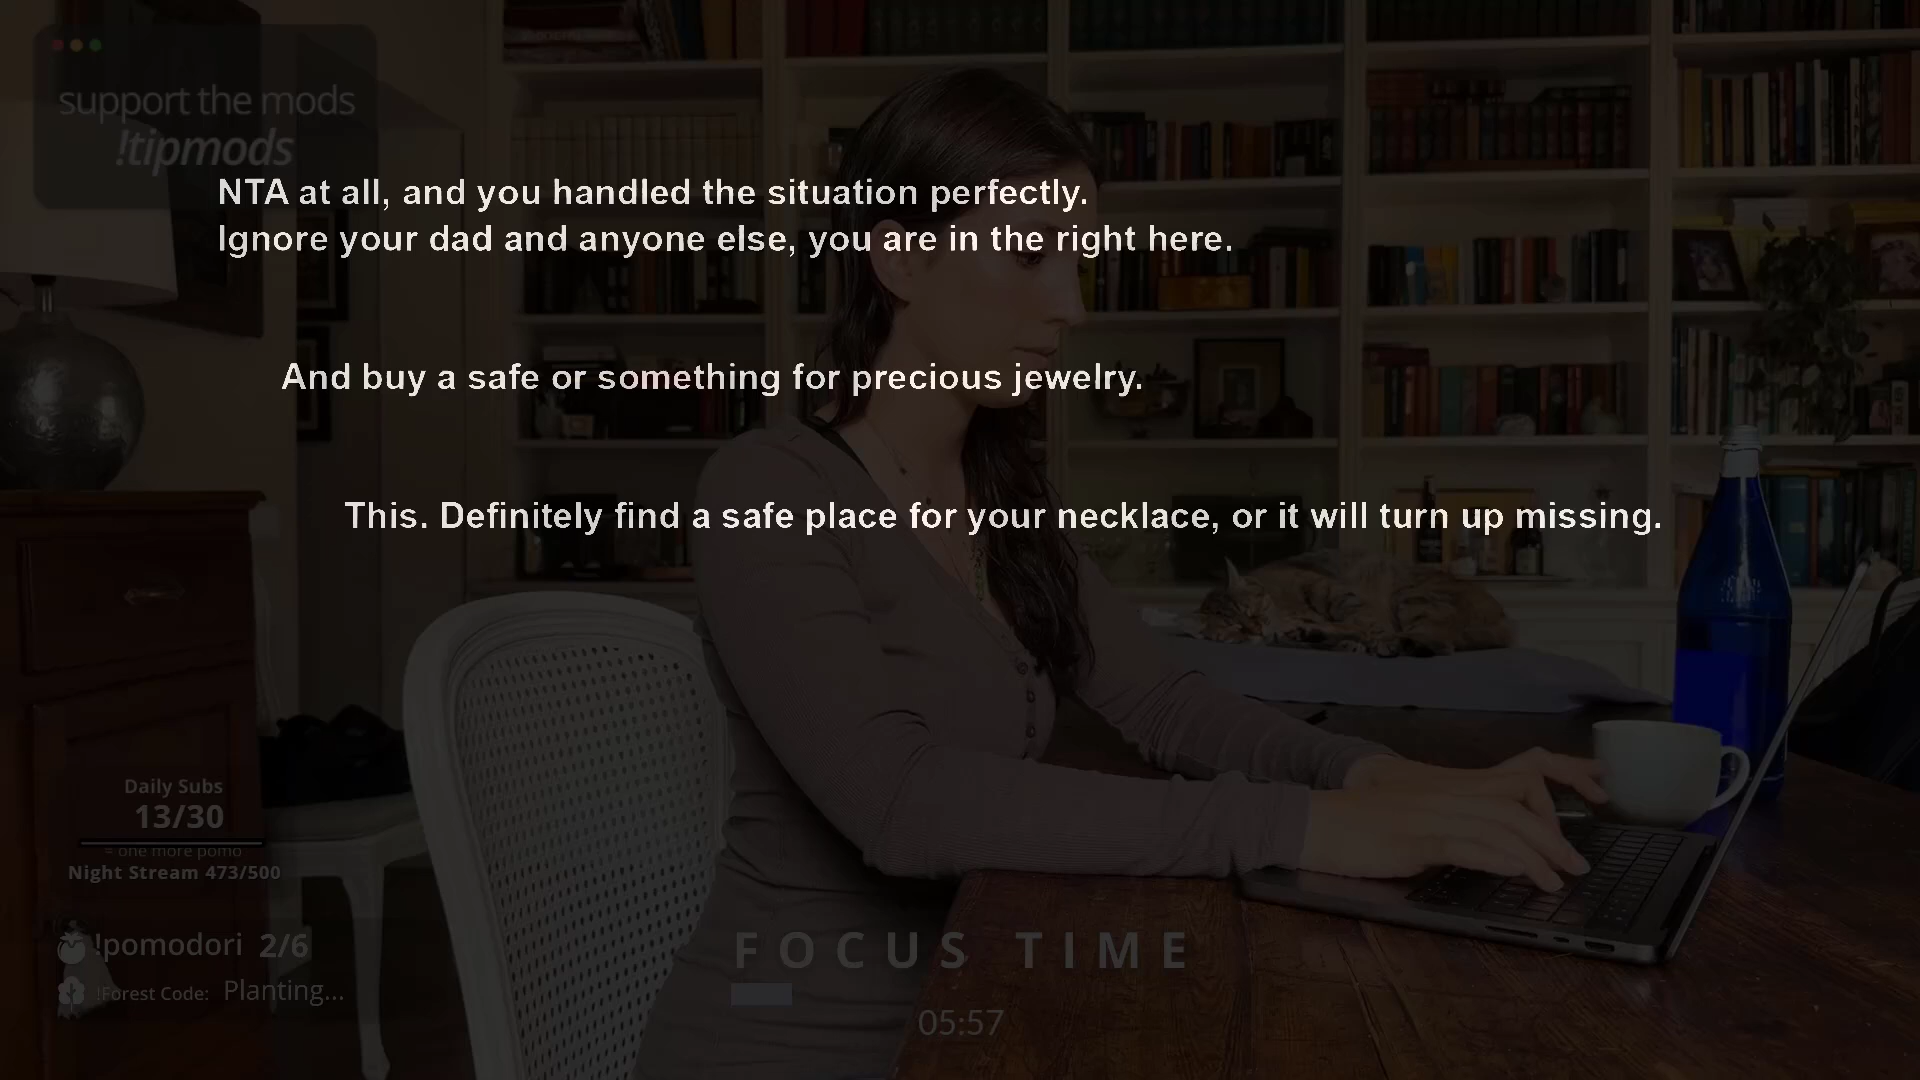 support the mods
!tipmods
NTA at all, and you handled the situation perfectly.
Ignore your dad and anyone else, you are in the right here.
And buy a safe or something for precious jewelry.
This. Definitely find a safe place for your necklace, or it will turn up missing.
Daily Subs
13/30
= one more pomo
Night Stream 473/500
!pomodori 2/6
!Forest Code: Planting...
FOCUS TIME
05:57